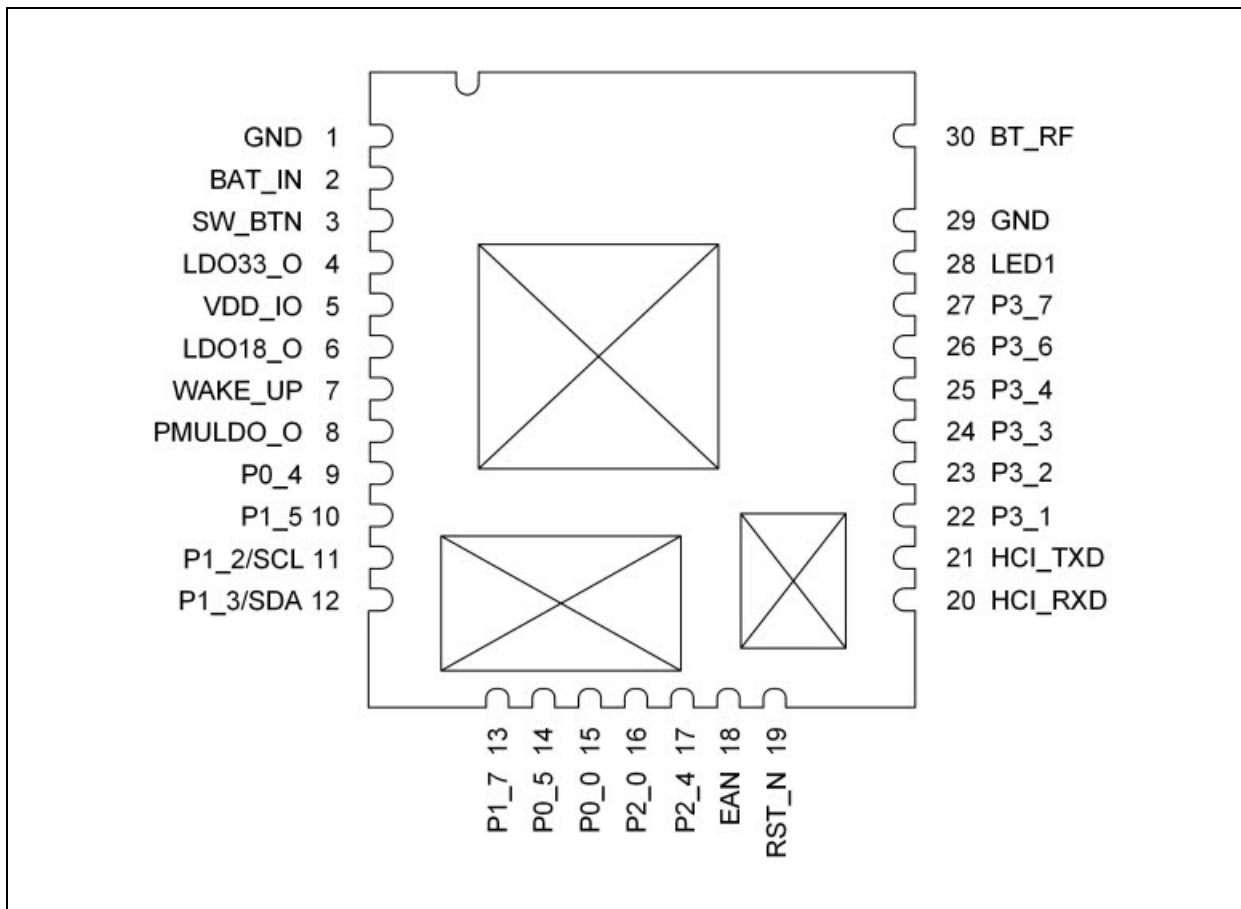 GND 1
BAT_IN 2
SW_BTN 3
LDO33_O 4
VDD_IO 5
LDO18_O 6
WAKE_UP 7
PMULDO_O 8
P0_4 9
P1_5 10
P1_2/SCL 11
P1_3/SDA 12
P1_7 13
P0_5 14
P0_0 15
P2_0 16
P2_4 17
EAN 18
RST_N 19
30 BT_RF
29 GND
28 LED1
27 P3_7
26 P3_6
25 P3_4
24 P3_3
23 P3_2
22 P3_1
21 HCI_TXD
20 HCI_RXD